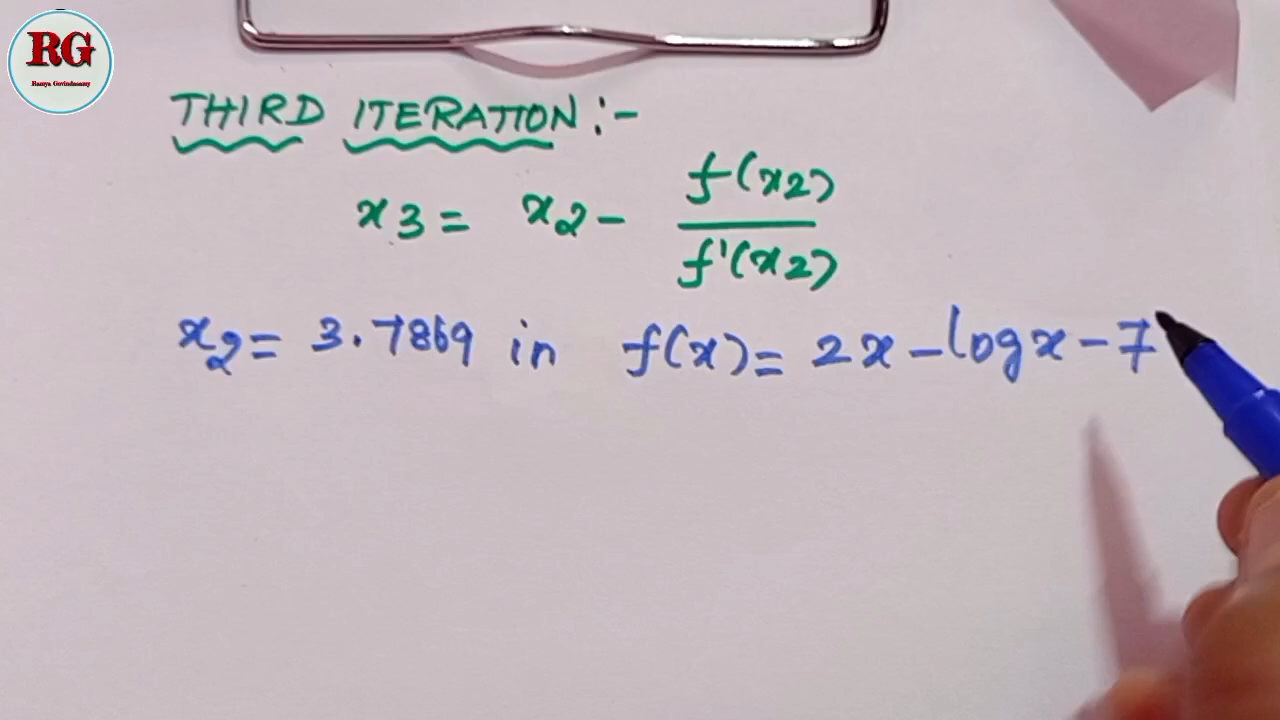 RG
Ramya Govindasamy
THIRD ITERATION :-
x3 = x2 - f(x2) / f'(x2)
x2 = 3.7869 in f(x) = 2x - log x - 7